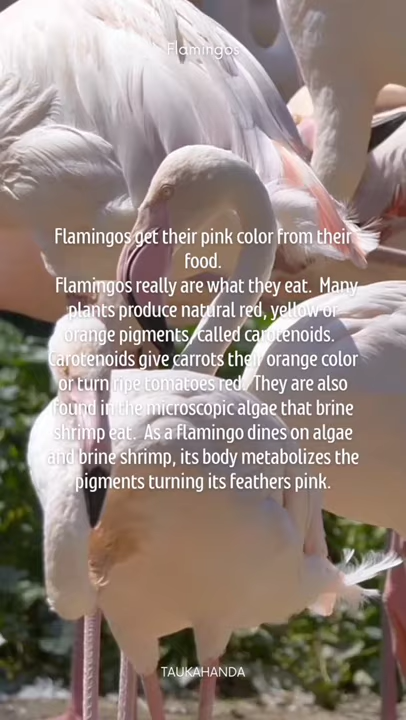 Flamingos
Flamingos get their pink color from their
food.
Flamingos really are what they eat. Many
plants produce natural red, yellow or
orange pigments, called carotenoids.
Carotenoids give carrots their orange color
or turn ripe tomatoes red. They are also
found in the microscopic algae that brine
shrimp eat. As a flamingo dines on algae
and brine shrimp, its body metabolizes the
pigments turning its feathers pink.
TAUKAHANDA